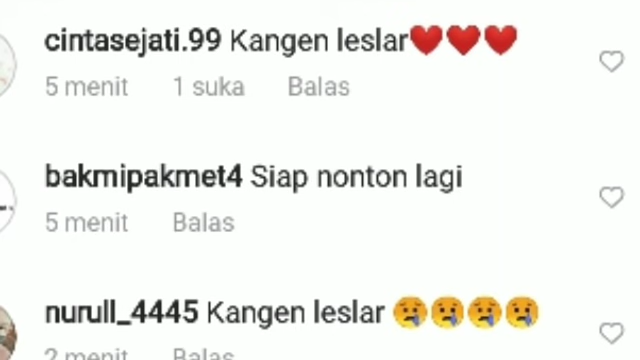 cintasejati.99 Kangen leslar❤️❤️❤️
5 menit 1 suka Balas
bakmipakmet4 Siap nonton lagi
5 menit Balas
nurull_4445 Kangen leslar 😢😢😢😢
2 menit Balas